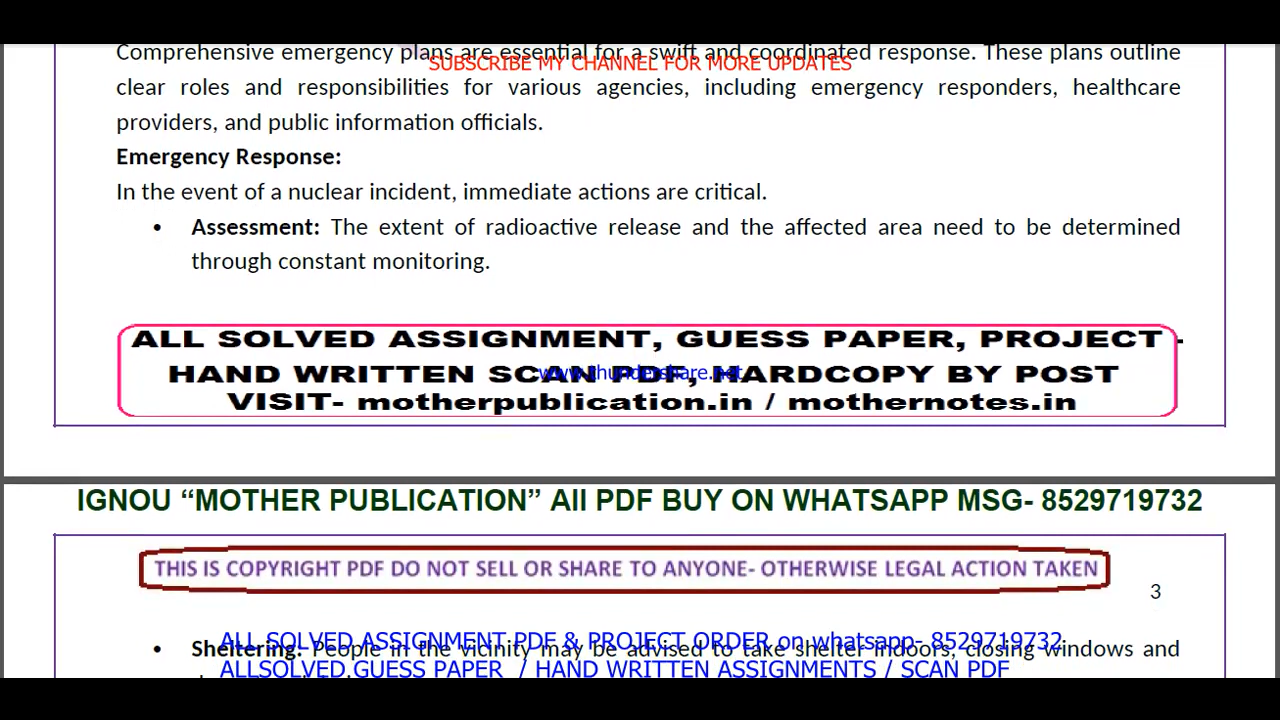 Comprehensive emergency plans are essential for a swift and coordinated response. These plans outline
SUBSCRIBE MY CHANNEL FOR MORE UPDATES
clear roles and responsibilities for various agencies, including emergency responders, healthcare
providers, and public information officials.
Emergency Response:
In the event of a nuclear incident, immediate actions are critical.
• Assessment: The extent of radioactive release and the affected area need to be determined
through constant monitoring.
ALL SOLVED ASSIGNMENT, GUESS PAPER, PROJECT -
HAND WRITTEN SCAN PDF, HARDCOPY BY POST
www.thundershare.net
VISIT- motherpublication.in / mothernotes.in
IGNOU “MOTHER PUBLICATION” All PDF BUY ON WHATSAPP MSG- 8529719732
THIS IS COPYRIGHT PDF DO NOT SELL OR SHARE TO ANYONE- OTHERWISE LEGAL ACTION TAKEN
3
ALL SOLVED ASSIGNMENT PDF & PROJECT ORDER on whatsapp- 8529719732
• Sheltering: People in the vicinity may be advised to take shelter indoors, closing windows and
ALLSOLVED GUESS PAPER / HAND WRITTEN ASSIGNMENTS / SCAN PDF